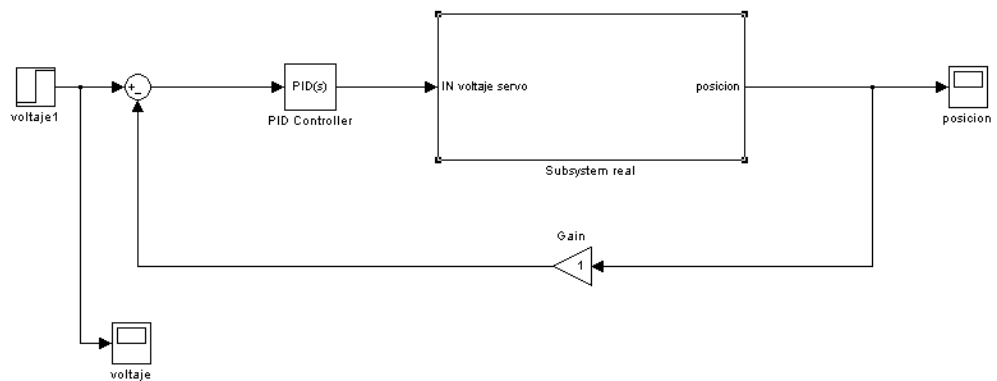 voltaje1
+
-
PID(s)
PID Controller
IN voltaje servo
posicion
Subsystem real
posicion
Gain
1
voltaje